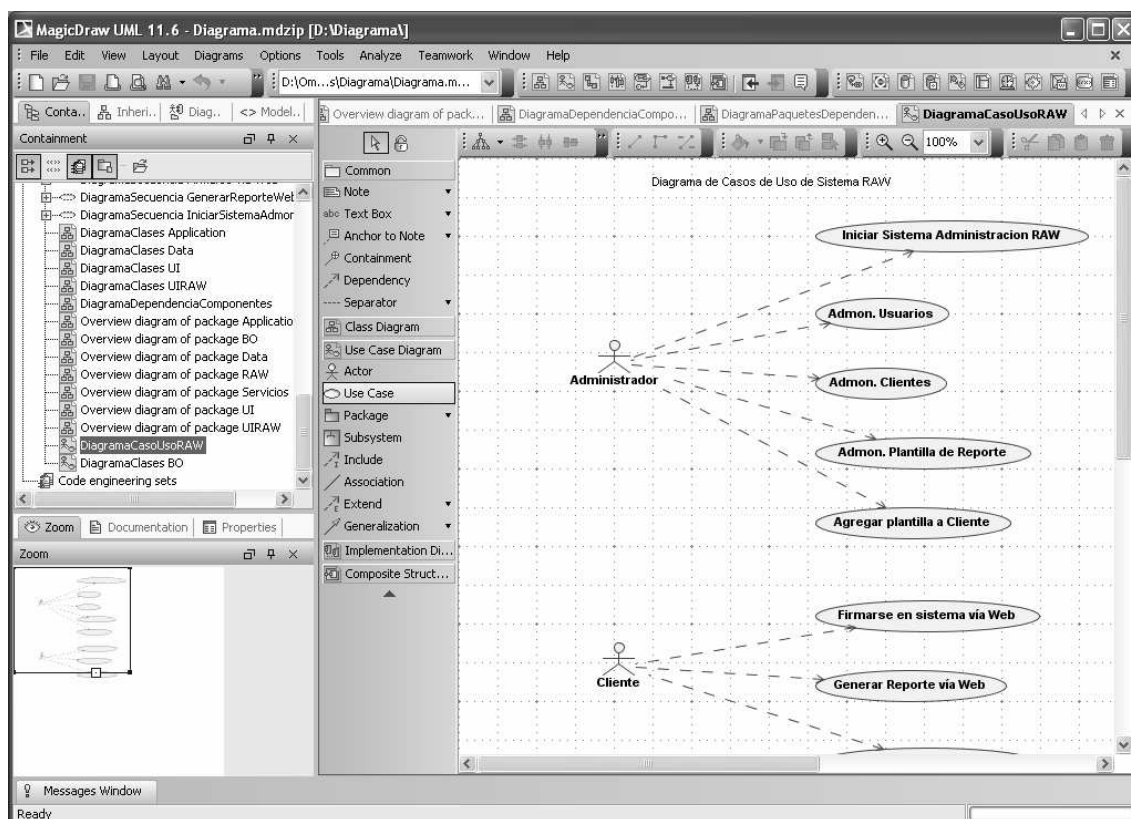 MagicDraw UML 11.6 - Diagrama.mdzip [D:\Diagrama\]
File Edit View Layout Diagrams Options Tools Analyze Teamwork Window Help
D:\Om...s\Diagrama\Diagrama.m...
Conta.. Inheri.. Diag.. <> Model..
Overview diagram of pack... DiagramaDependenciaCompo... DiagramaPaquetesDependen... DiagramaCasoUsoRAW
Containment
100%
DiagramaSecuencia GenerarReporteWet
DiagramaSecuencia IniciarSistemaAdmor
DiagramaClases Application
DiagramaClases Data
DiagramaClases UI
DiagramaClases UIRAW
DiagramaDependenciaComponentes
Overview diagram of package Applicatio
Overview diagram of package BO
Overview diagram of package Data
Overview diagram of package RAW
Overview diagram of package Servicios
Overview diagram of package UI
Overview diagram of package UIRAW
DiagramaCasoUsoRAW
DiagramaClases BO
Code engineering sets
Zoom Documentation Properties
Zoom
Common
Note
abc Text Box
Anchor to Note
Containment
Dependency
Separator
Class Diagram
Use Case Diagram
Actor
Use Case
Package
Subsystem
Include
Association
Extend
Generalization
Implementation Di...
Composite Struct...
Diagrama de Casos de Uso de Sistema RAW
Iniciar Sistema Administracion RAW
Admon. Usuarios
Administrador
Admon. Clientes
Admon. Plantilla de Reporte
Agregar plantilla a Cliente
Firmarse en sistema vía Web
Cliente
Generar Reporte vía Web
Messages Window
Ready